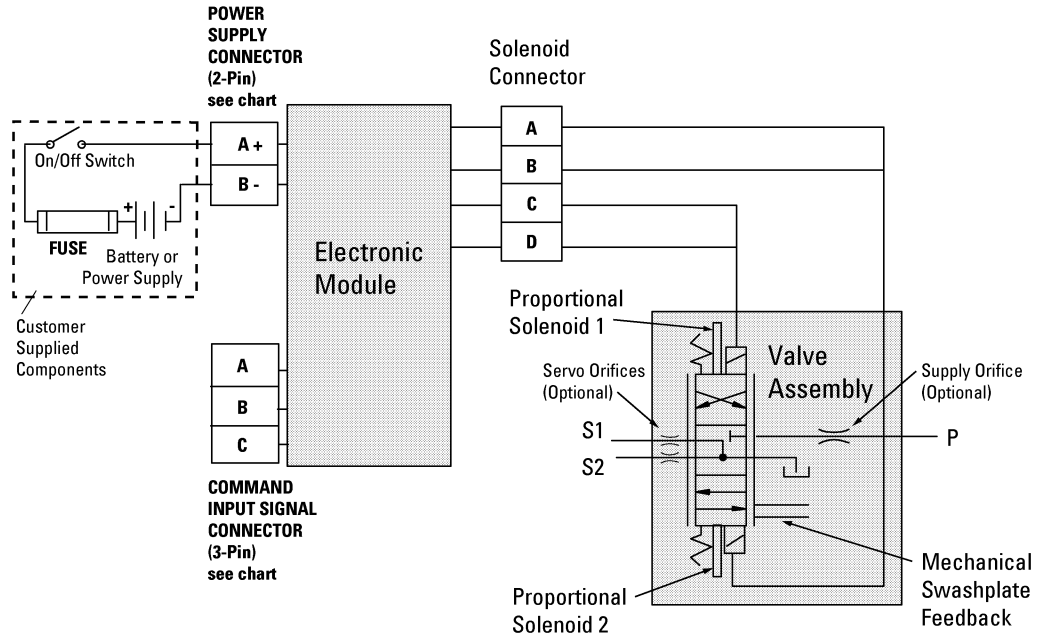 POWER
SUPPLY
CONNECTOR
(2-Pin)
see chart
Solenoid
Connector
On/Off Switch
A +
B -
+
-
FUSE
Battery or
Power Supply
Customer
Supplied
Components
Electronic
Module
A
B
C
D
A
B
C
COMMAND
INPUT SIGNAL
CONNECTOR
(3-Pin)
see chart
Proportional
Solenoid 1
Valve
Assembly
Servo Orifices
(Optional)
Supply Orifice
(Optional)
S1
S2
P
Mechanical
Swashplate
Feedback
Proportional
Solenoid 2